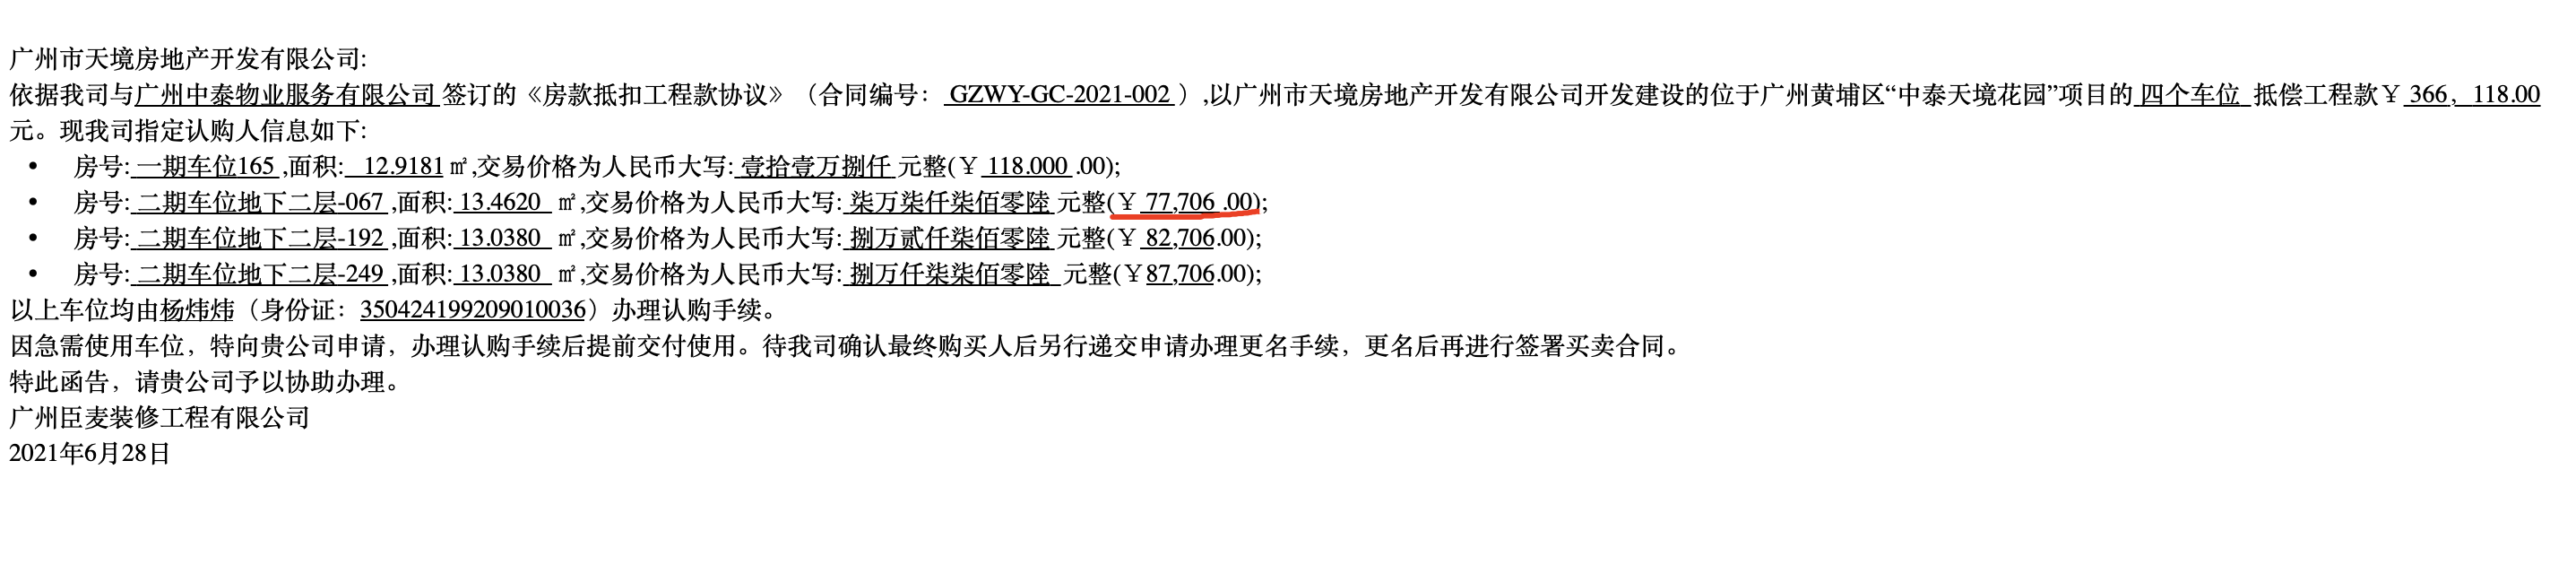 广州市天境房地产开发有限公司:
依据我司与广州中泰物业服务有限公司 签订的《房款抵扣工程款协议》（合同编号： GZWY-GC-2021-002 ）,以广州市天境房地产开发有限公司开发建设的位于广州黄埔区“中泰天境花园”项目的 四个车位 抵偿工程款￥ 366，118.00
元。现我司指定认购人信息如下:
• 房号: 一期车位165 ,面积: 12.9181 ㎡,交易价格为人民币大写: 壹拾壹万捌仟 元整(￥ 118.000 .00);
• 房号: 二期车位地下二层-067 ,面积: 13.4620 ㎡,交易价格为人民币大写: 柒万柒仟柒佰零陸 元整(￥ 77,706 .00);
• 房号: 二期车位地下二层-192 ,面积: 13.0380 ㎡,交易价格为人民币大写: 捌万贰仟柒佰零陸 元整(￥ 82,706.00);
• 房号: 二期车位地下二层-249 ,面积: 13.0380 ㎡,交易价格为人民币大写: 捌万仟柒柒佰零陸 元整(￥87,706.00);
以上车位均由杨炜炜（身份证：350424199209010036）办理认购手续。
因急需使用车位，特向贵公司申请，办理认购手续后提前交付使用。待我司确认最终购买人后另行递交申请办理更名手续，更名后再进行签署买卖合同。
特此函告，请贵公司予以协助办理。
广州臣麦装修工程有限公司
2021年6月28日